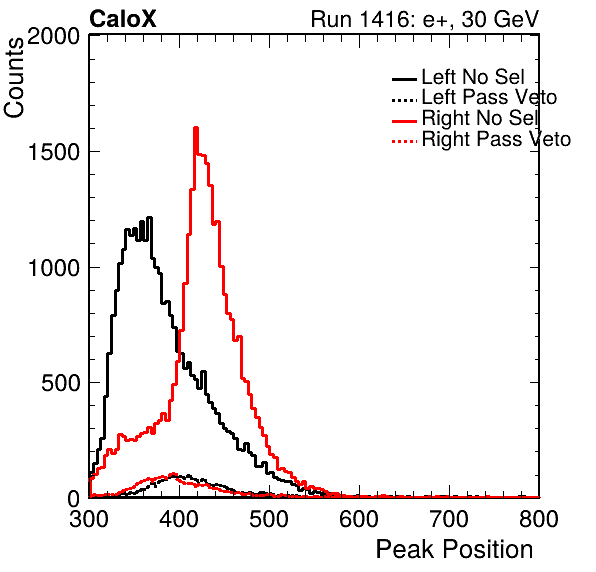 CaloX Run 1416: e+, 30 GeV
Counts
2000
1500
1000
500
0
Left No Sel
Left Pass Veto
Right No Sel
Right Pass Veto
300 400 500 600 700 800
Peak Position